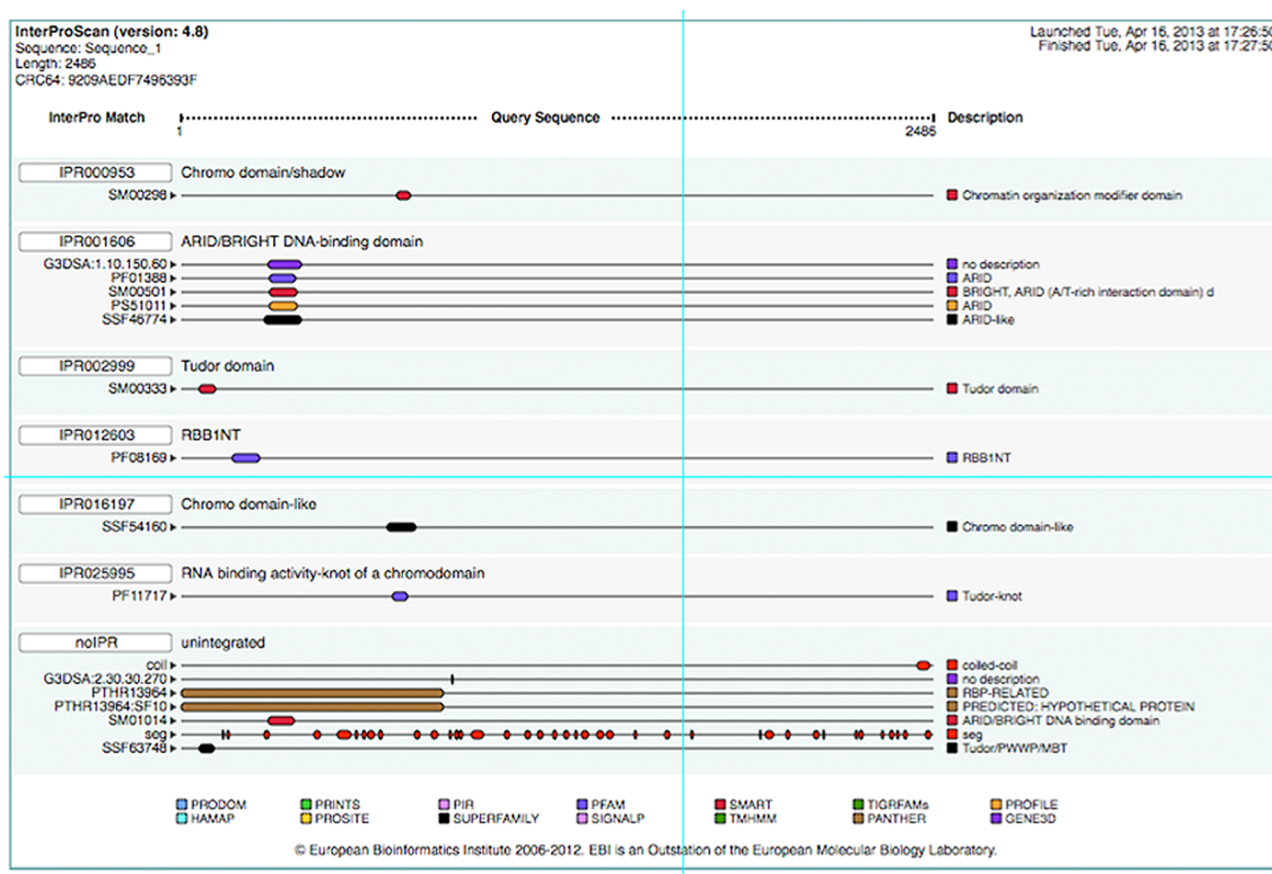 InterProScan (version: 4.8)
Sequence: Sequence_1
Length: 2486
CRC64: 9209AEDF7496393F
Launched Tue, Apr 16, 2013 at 17:26:50
Finished Tue, Apr 16, 2013 at 17:27:50
InterPro Match Query Sequence Description
1 2486
IPR000953 Chromo domain/shadow
SM00298 Chromatin organization modifier domain
IPR001606 ARID/BRIGHT DNA-binding domain
G3DSA:1.10.150.60 no description
PF01388 ARID
SM00501 BRIGHT, ARID (A/T-rich interaction domain) d
PS51011 ARID
SSF46774 ARID-like
IPR002999 Tudor domain
SM00333 Tudor domain
IPR012603 RBB1NT
PF08169 RBB1NT
IPR016197 Chromo domain-like
SSF54160 Chromo domain-like
IPR025995 RNA binding activity-knot of a chromodomain
PF11717 Tudor-knot
noIPR unintegrated
coil coiled-coil
G3DSA:2.30.30.270 no description
PTHR13964 RBP-RELATED
PTHR13964:SF10 PREDICTED: HYPOTHETICAL PROTEIN
SM01014 ARID/BRIGHT DNA binding domain
seg seg
SSF63748 Tudor/PWWP/MBT
PRODOM PRINTS PIR PFAM SMART TIGRFAMs PROFILE
HAMAP PROSITE SUPERFAMILY SIGNALP TMHMM PANTHER GENE3D
© European Bioinformatics Institute 2006-2012. EBI is an Outstation of the European Molecular Biology Laboratory.